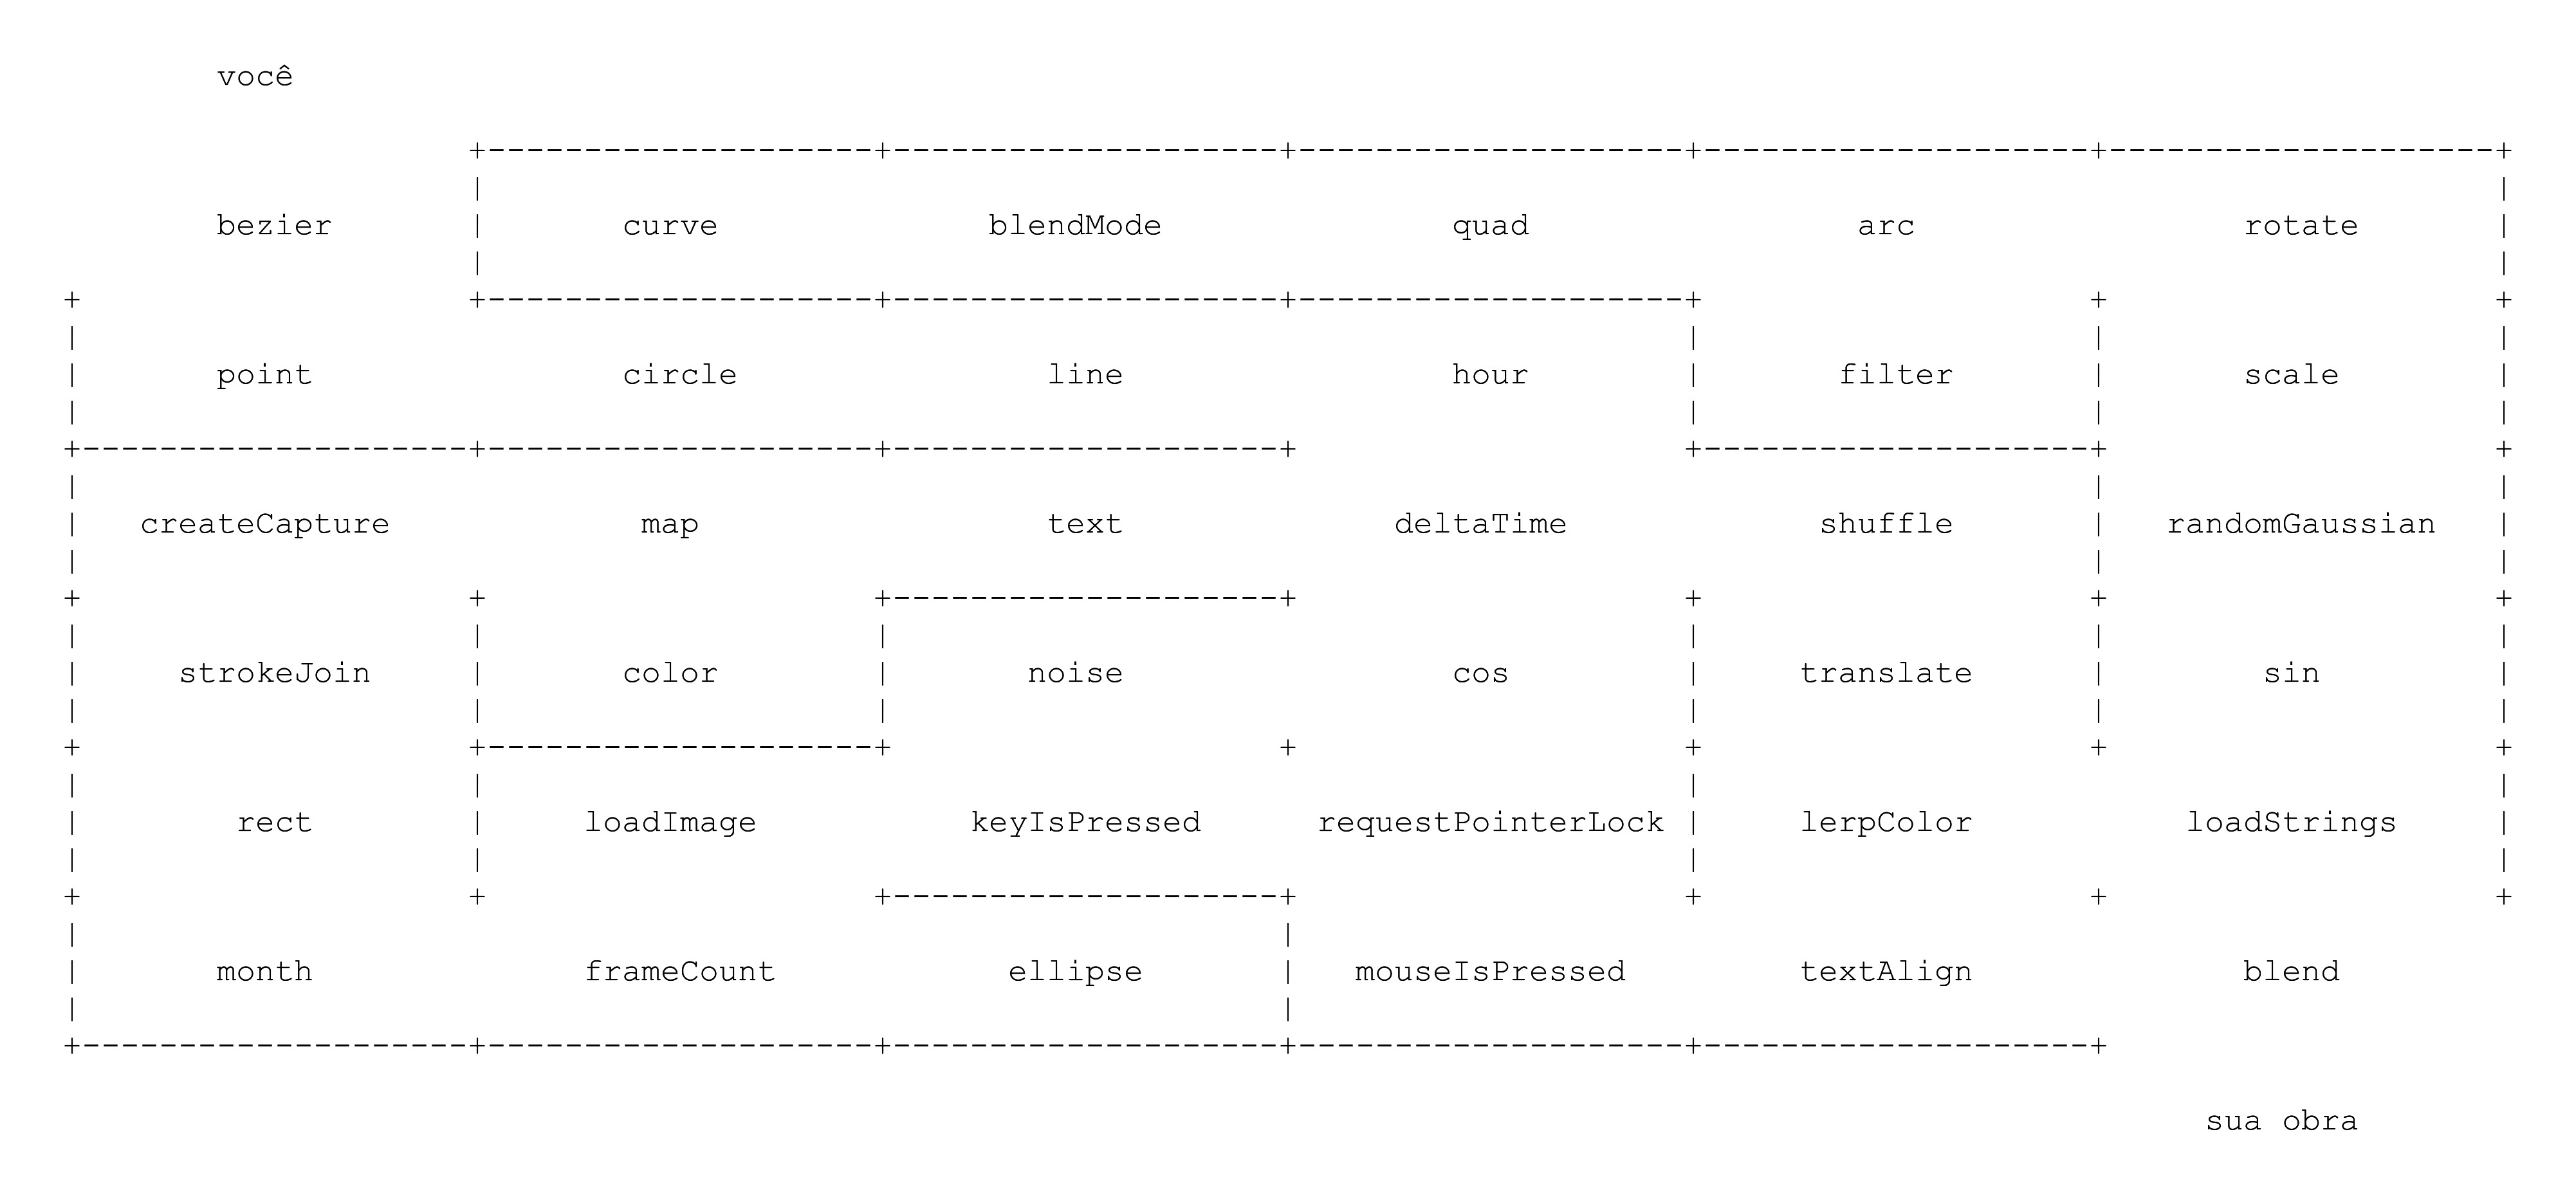 você
bezier curve blendMode quad arc rotate
point circle line hour filter scale
createCapture map text deltaTime shuffle randomGaussian
strokeJoin color noise cos translate sin
rect loadImage keyIsPressed requestPointerLock lerpColor loadStrings
month frameCount ellipse mouseIsPressed textAlign blend
sua obra